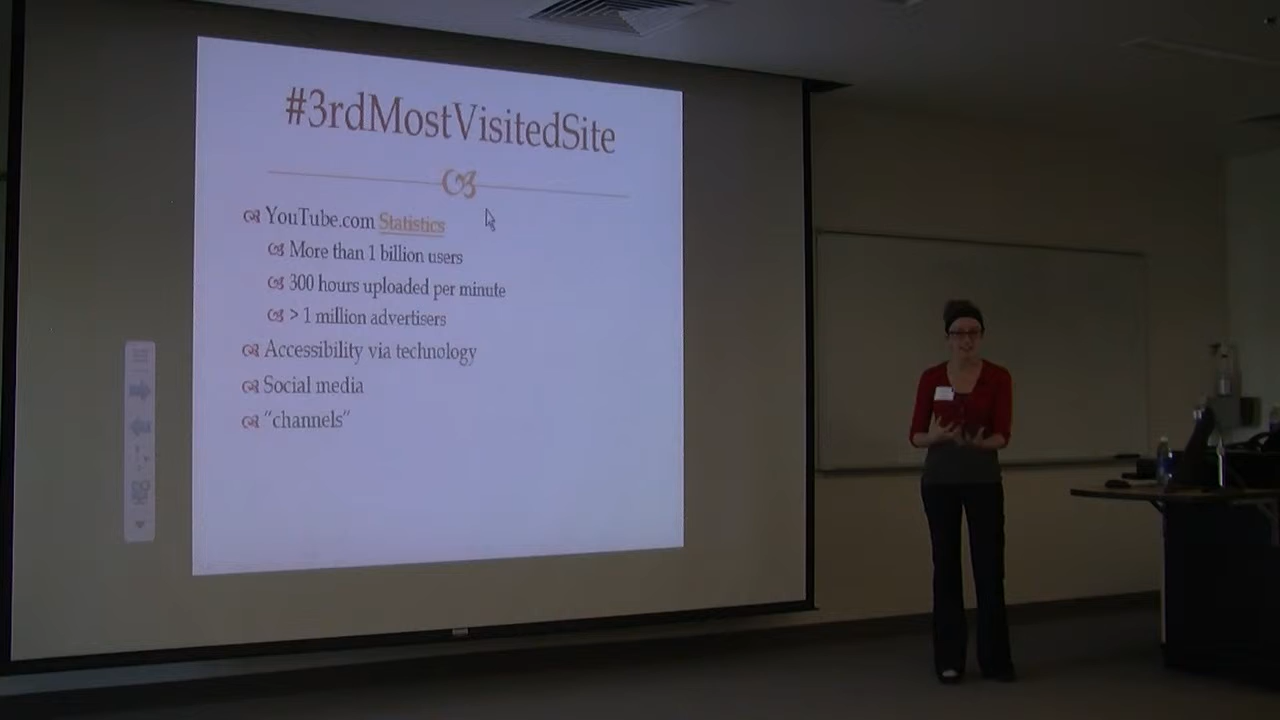 #3rdMostVisitedSite
YouTube.com Statistics
More than 1 billion users
300 hours uploaded per minute
> 1 million advertisers
Accessibility via technology
Social media
“channels”